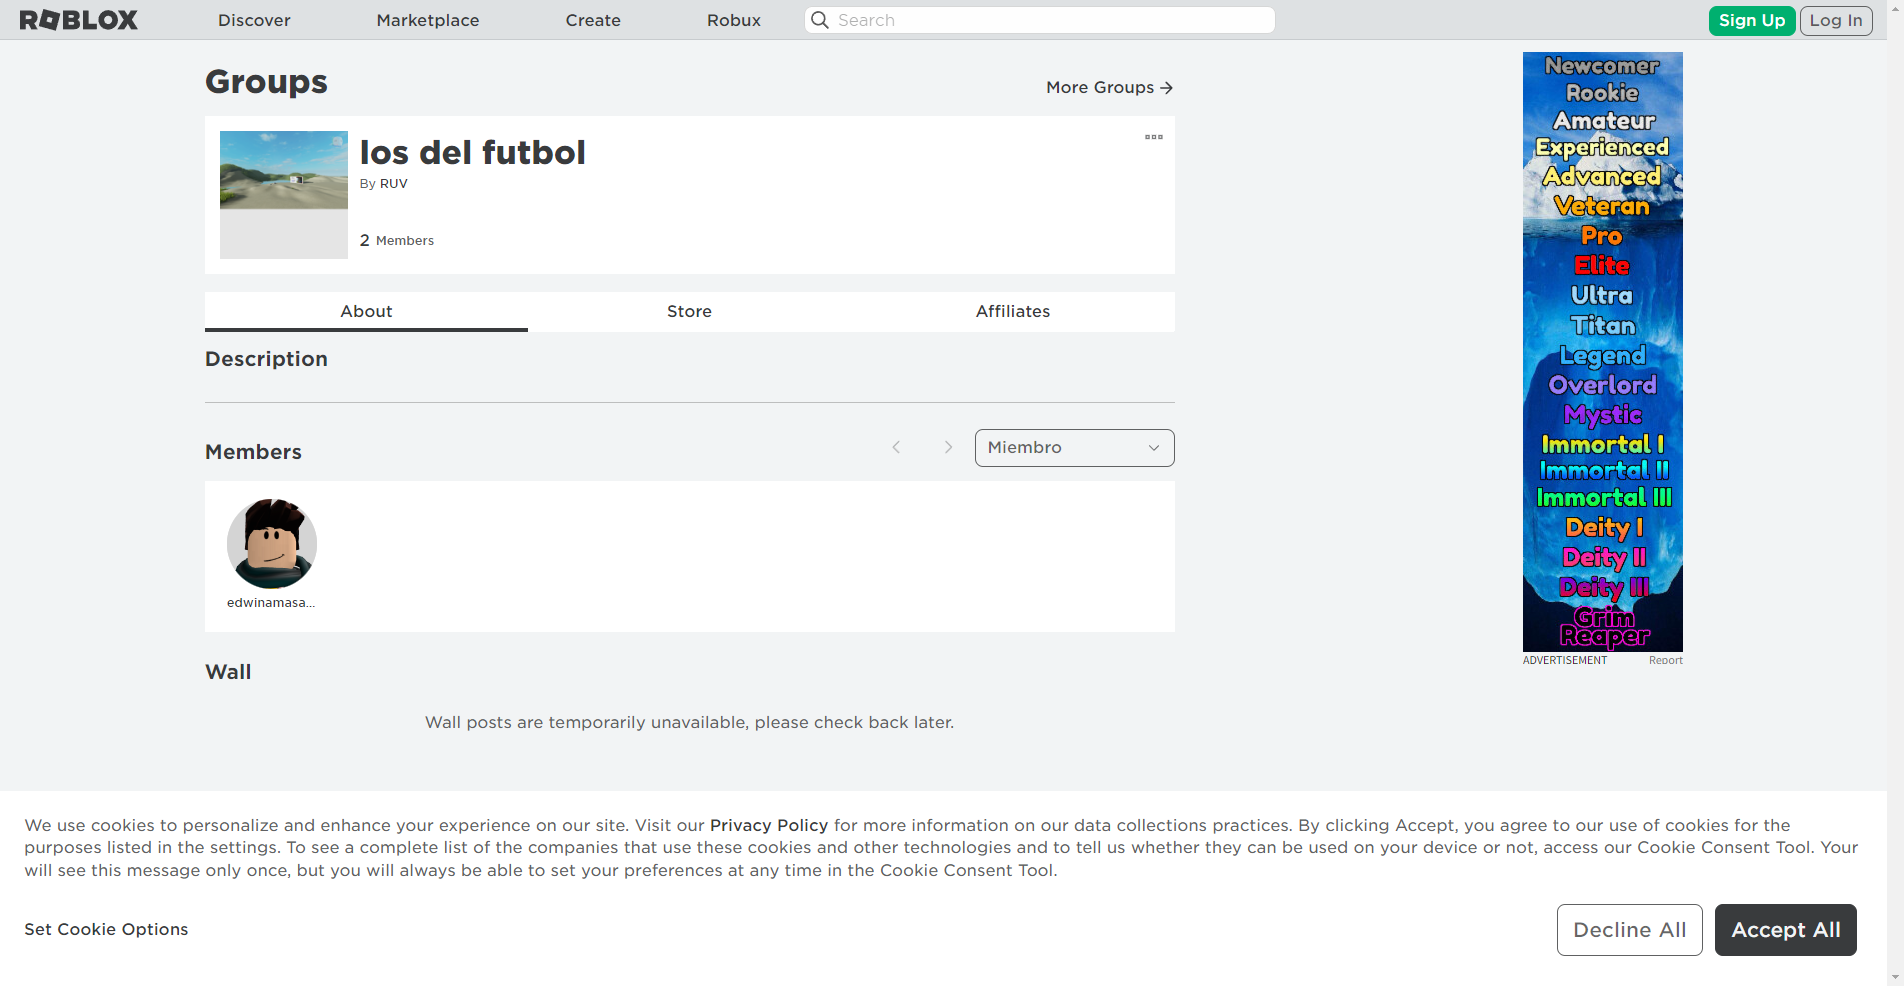 ROBLOX
Discover
Marketplace
Create
Robux
Search
Sign Up
Log In
Groups
More Groups
los del futbol
By RUV
2 Members
About
Store
Affiliates
Description
Members
Miembro
edwinamasa...
Wall
Wall posts are temporarily unavailable, please check back later.
Newcomer
Rookie
Amateur
Experienced
Advanced
Veteran
Pro
Elite
Ultra
Titan
Legend
Overlord
Mystic
Immortal I
Immortal II
Immortal III
Deity I
Deity II
Deity III
Grim
Reaper
ADVERTISEMENT
Report
We use cookies to personalize and enhance your experience on our site. Visit our Privacy Policy for more information on our data collections practices. By clicking Accept, you agree to our use of cookies for the
purposes listed in the settings. To see a complete list of the companies that use these cookies and other technologies and to tell us whether they can be used on your device or not, access our Cookie Consent Tool. Your
will see this message only once, but you will always be able to set your preferences at any time in the Cookie Consent Tool.
Set Cookie Options
Decline All
Accept All